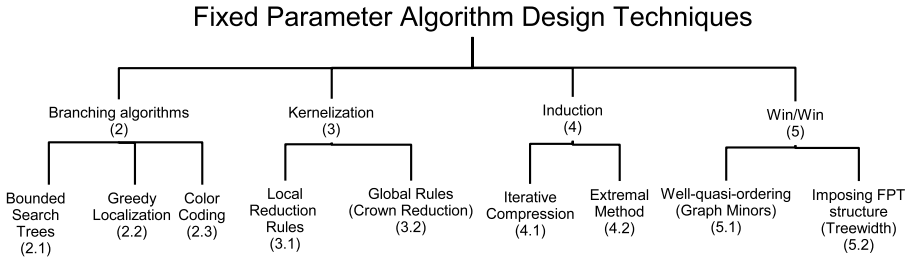 Fixed Parameter Algorithm Design Techniques
Branching algorithms
(2)
Kernelization
(3)
Induction
(4)
Win/Win
(5)
Bounded
Search
Trees
(2.1)
Greedy
Localization
(2.2)
Color
Coding
(2.3)
Local
Reduction
Rules
(3.1)
Global Rules
(Crown Reduction)
(3.2)
Iterative
Compression
(4.1)
Extremal
Method
(4.2)
Well-quasi-ordering
(Graph Minors)
(5.1)
Imposing FPT
structure
(Treewidth)
(5.2)